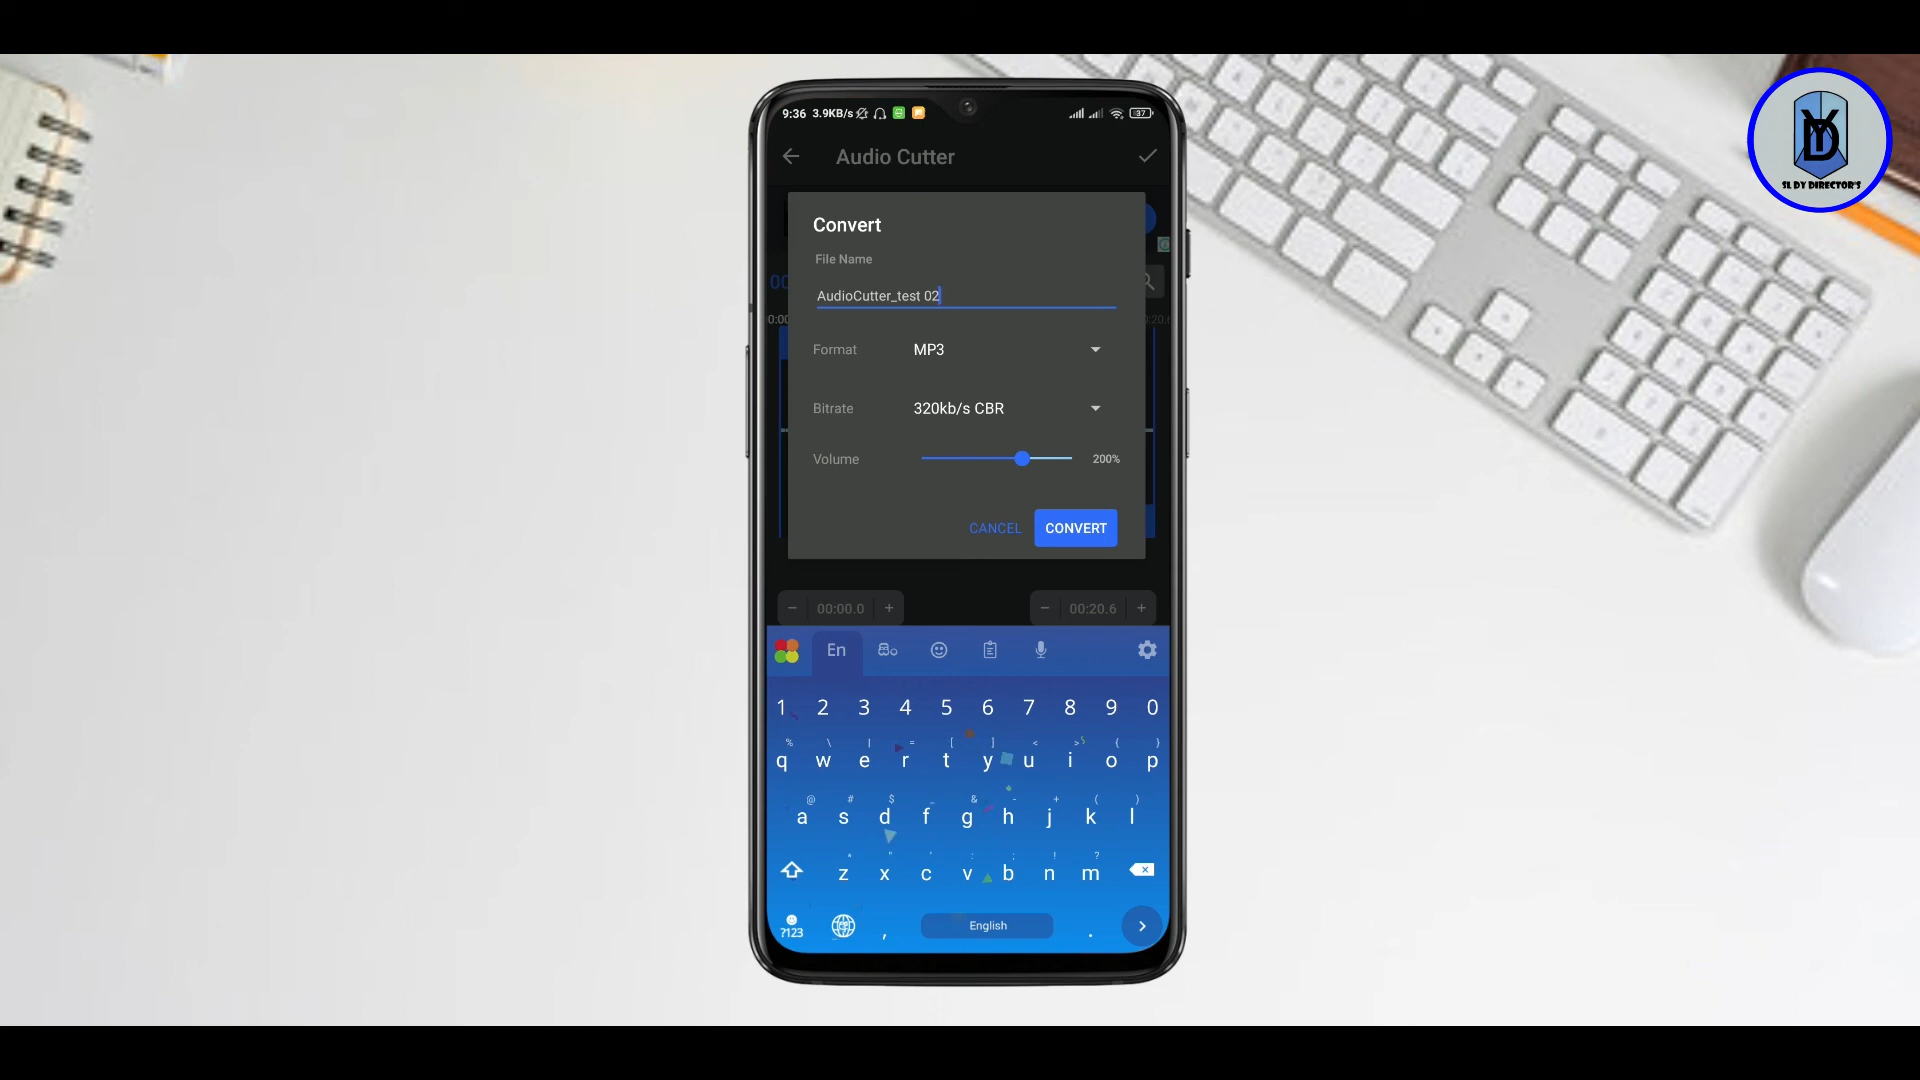 SL DY DIRECTOR'S
9:36 3.9KB/s 37
Audio Cutter
Convert
File Name
AudioCutter_test 02
Format MP3
Bitrate 320kb/s CBR
Volume 200%
CANCEL CONVERT
− 00:00.0 + − 00:20.6 +
En
1 2 3 4 5 6 7 8 9 0
% \ | = [ ] < > { }
q w e r t y u i o p
@ # $ _ & - + ( )
a s d f g h j k l
* " ' : ; ! ?
z x c v b n m
?123 , English .